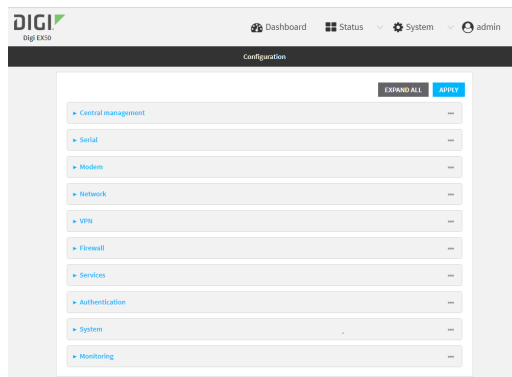 DIGI
Digi EX50
Dashboard Status System admin
Configuration
EXPAND ALL APPLY
Central management
Serial
Modem
Network
VPN
Firewall
Services
Authentication
System
Monitoring